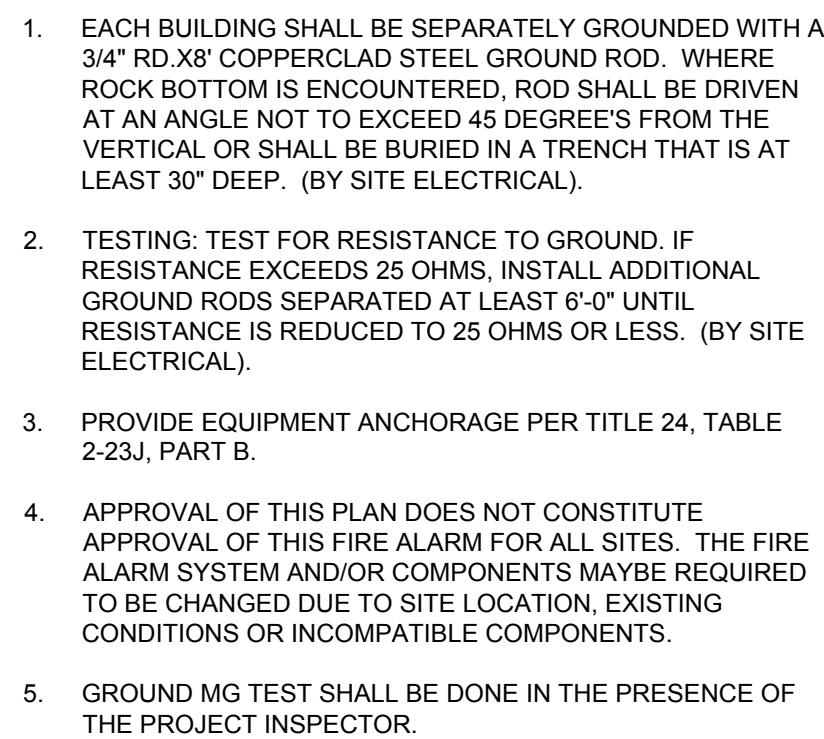 1. EACH BUILDING SHALL BE SEPARATELY GROUNDED WITH A
3/4" RD.X8' COPPERCLAD STEEL GROUND ROD. WHERE
ROCK BOTTOM IS ENCOUNTERED, ROD SHALL BE DRIVEN
AT AN ANGLE NOT TO EXCEED 45 DEGREE'S FROM THE
VERTICAL OR SHALL BE BURIED IN A TRENCH THAT IS AT
LEAST 30" DEEP. (BY SITE ELECTRICAL).
2. TESTING: TEST FOR RESISTANCE TO GROUND. IF
RESISTANCE EXCEEDS 25 OHMS, INSTALL ADDITIONAL
GROUND RODS SEPARATED AT LEAST 6'-0" UNTIL
RESISTANCE IS REDUCED TO 25 OHMS OR LESS. (BY SITE
ELECTRICAL).
3. PROVIDE EQUIPMENT ANCHORAGE PER TITLE 24, TABLE
2-23J, PART B.
4. APPROVAL OF THIS PLAN DOES NOT CONSTITUTE
APPROVAL OF THIS FIRE ALARM FOR ALL SITES. THE FIRE
ALARM SYSTEM AND/OR COMPONENTS MAYBE REQUIRED
TO BE CHANGED DUE TO SITE LOCATION, EXISTING
CONDITIONS OR INCOMPATIBLE COMPONENTS.
5. GROUND MG TEST SHALL BE DONE IN THE PRESENCE OF
THE PROJECT INSPECTOR.